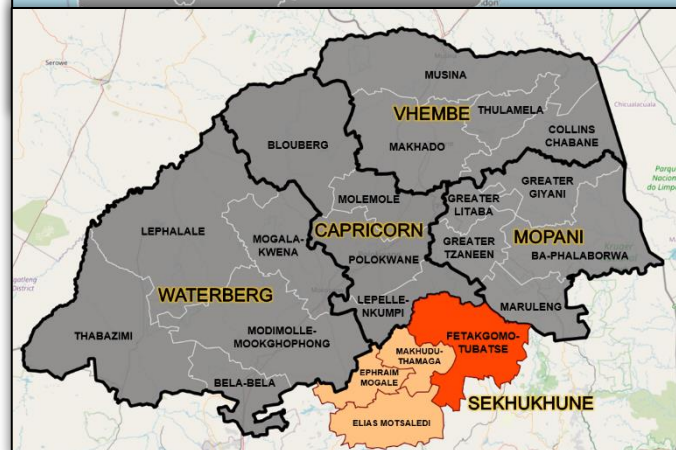 Serowe
MUSINA
Chicualacuala
VHEMBE
THULAMELA
COLLINS
CHABANE
BLOUBERG
MAKHADO
MOLEMOLE
GREATER
LITABA
GREATER
GIYANI
LEPHALALE
MOGALA-
KWENA
CAPRICORN
POLOKWANE
GREATER
TZANEEN
MOPANI
BA-PHALABORWA
WATERBERG
LEPELLE-
NKUMPI
MARULENG
THABAZIMI
MODIMOLLE-
MOOKGHOPHONG
FETAKGOMO-
TUBATSE
MAKHUDU-
THAMAGA
EPHRAIM
MOGALE
BELA-BELA
SEKHUKHUNE
ELIAS MOTSALEDI